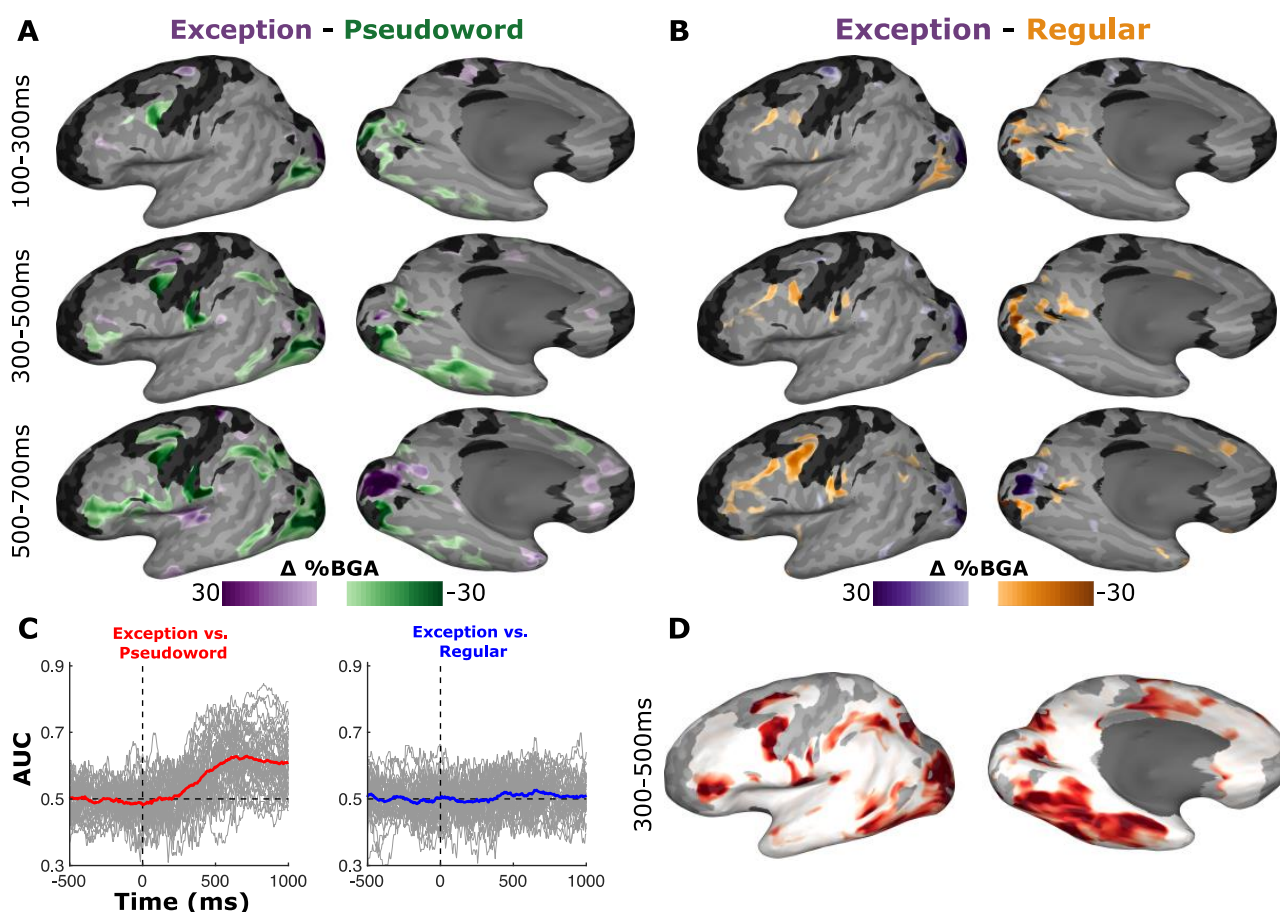 A
Exception - Pseudoword
B
Exception - Regular
100-300ms
300-500ms
500-700ms
Δ %BGA
30
-30
Δ %BGA
30
-30
C
Exception vs.
Pseudoword
Exception vs.
Regular
D
AUC
0.9
0.7
0.5
0.3
-500
0
500
1000
0.9
0.7
0.5
0.3
-500
0
500
1000
Time (ms)
300-500ms